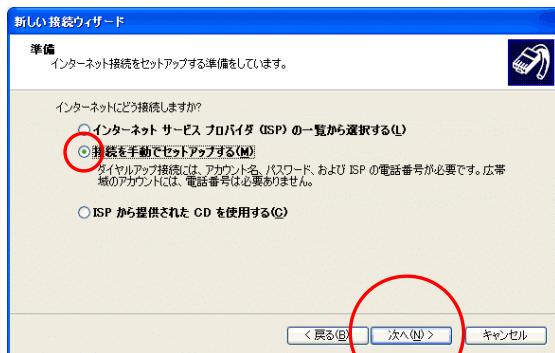 新しい接続ウィザード
準備
インターネット接続をセットアップする準備をしています。
インターネットにどう接続しますか?
インターネット サービス プロバイダ (ISP) の一覧から選択する(L)
接続を手動でセットアップする(M)
ダイヤルアップ接続には、アカウント名、パスワード、および ISP の電話番号が必要です。広帯
域のアカウントには、電話番号は必要ありません。
ISP から提供された CD を使用する(C)
< 戻る(B)
次へ(N) >
キャンセル